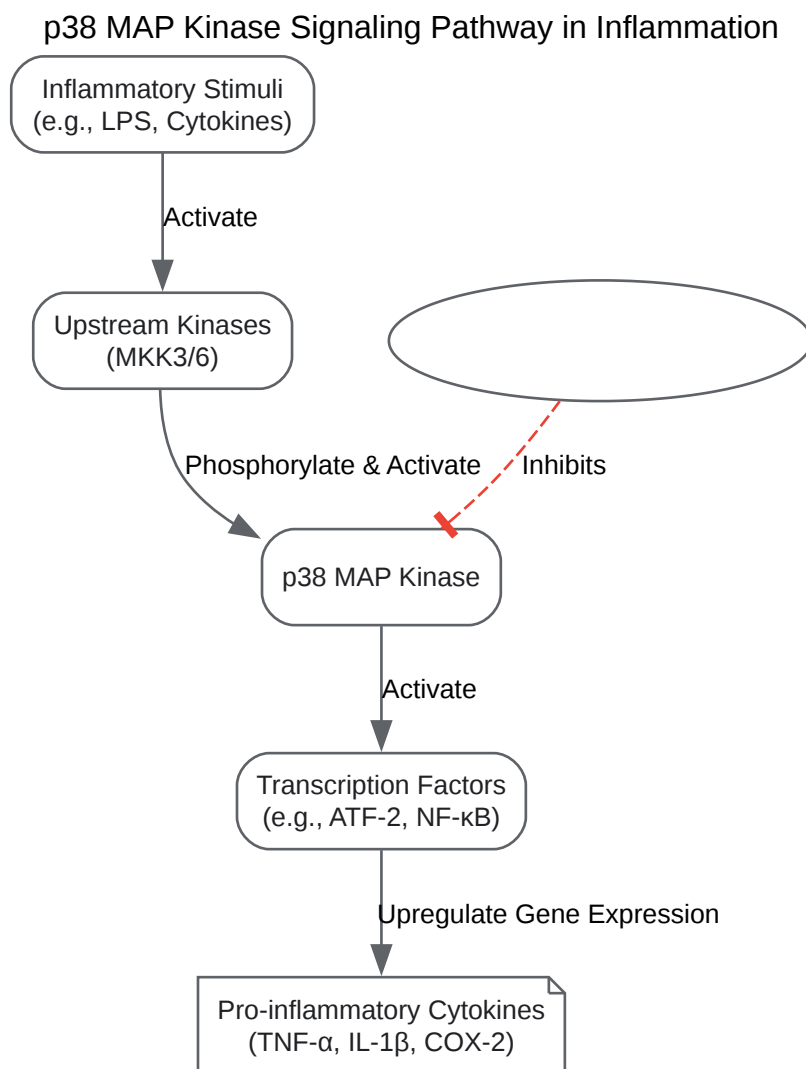 p38 MAP Kinase Signaling Pathway in Inflammation
Inflammatory Stimuli
(e.g., LPS, Cytokines)
Activate
Upstream Kinases
(MKK3/6)
Phosphorylate & Activate
Inhibits
p38 MAP Kinase
Activate
Transcription Factors
(e.g., ATF-2, NF-κB)
Upregulate Gene Expression
Pro-inflammatory Cytokines
(TNF-α, IL-1β, COX-2)